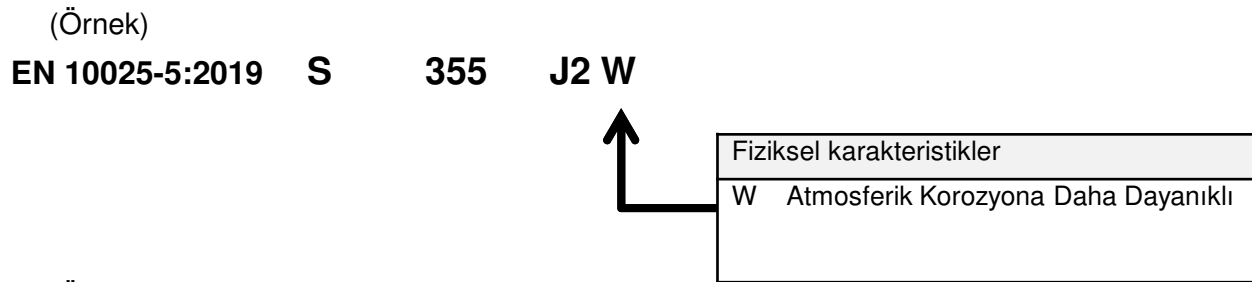 (Örnek)
EN 10025-5:2019 S 355 J2 W
Fiziksel karakteristikler
W Atmosferik Korozyona Daha Dayanıklı